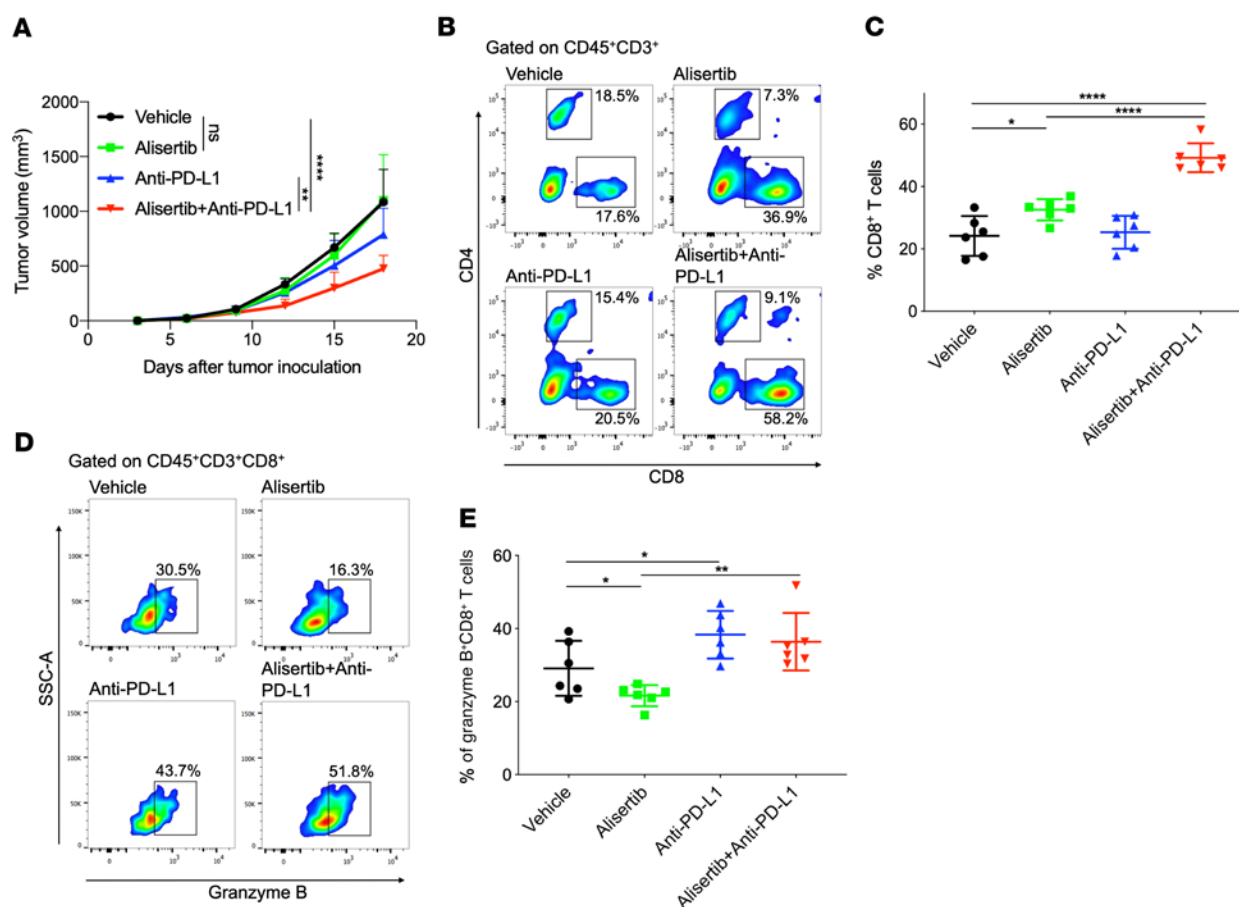 A
Tumor volume (mm³)
2000
1500
1000
500
0
Vehicle
Alisertib
Anti-PD-L1
Alisertib+Anti-PD-L1
ns
**
****
0 5 10 15 20
Days after tumor inoculation
B
Gated on CD45⁺CD3⁺
Vehicle
Alisertib
18.5%
7.3%
17.6%
36.9%
Anti-PD-L1
Alisertib+Anti-
PD-L1
15.4%
9.1%
20.5%
58.2%
CD4
CD8
C
% CD8⁺ T cells
60
40
20
0
****
****
*
Vehicle
Alisertib
Anti-PD-L1
Alisertib+Anti-PD-L1
D
Gated on CD45⁺CD3⁺CD8⁺
Vehicle
Alisertib
30.5%
16.3%
Anti-PD-L1
Alisertib+Anti-
PD-L1
43.7%
51.8%
SSC-A
Granzyme B
E
% of granzyme B⁺CD8⁺ T cells
60
40
20
0
*
**
*
Vehicle
Alisertib
Anti-PD-L1
Alisertib+Anti-PD-L1